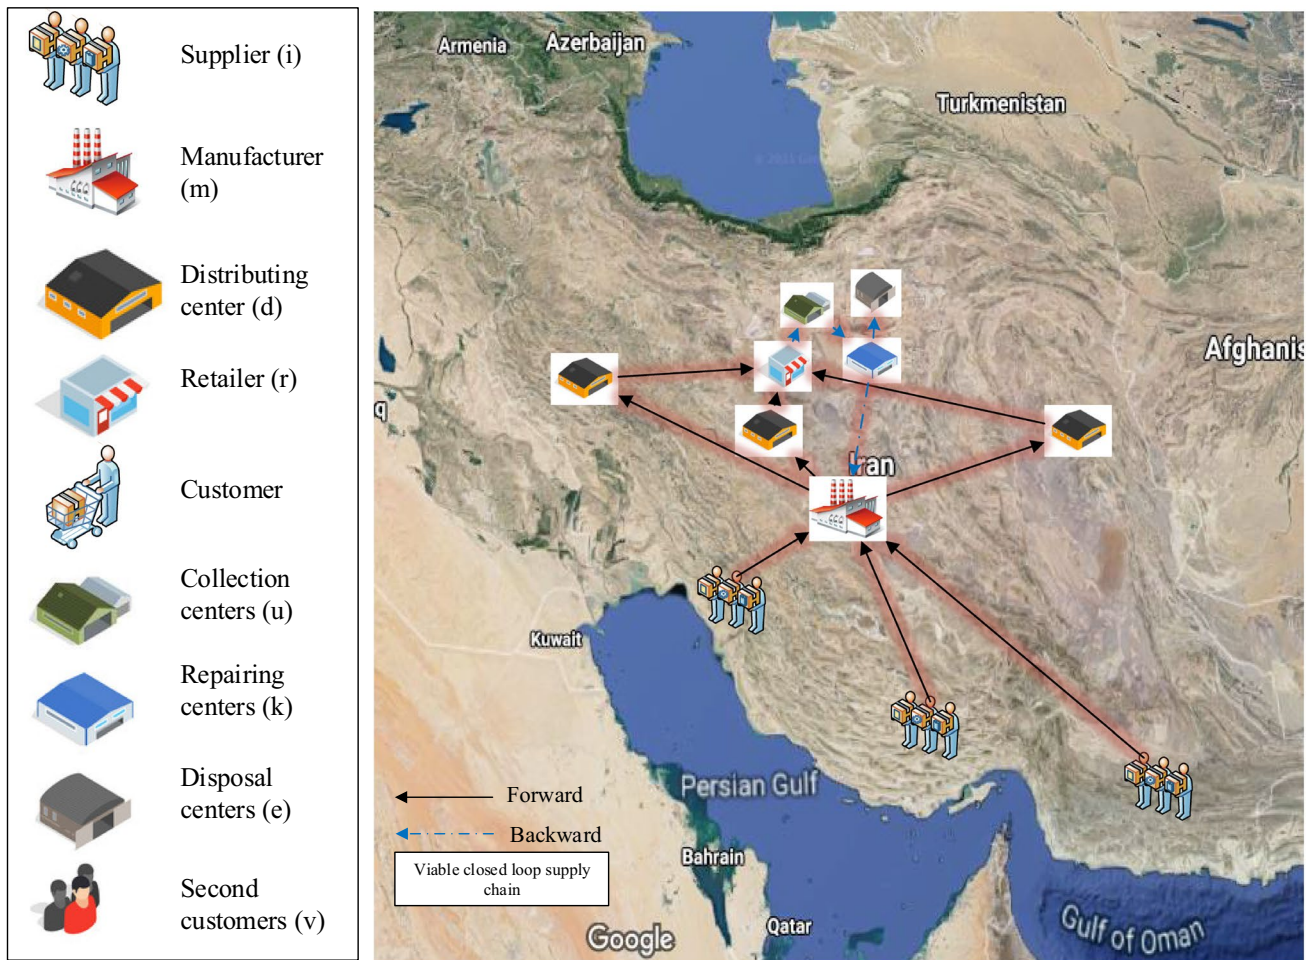 Supplier (i)
Manufacturer
(m)
Distributing
center (d)
Retailer (r)
Customer
Collection
centers (u)
Repairing
centers (k)
Disposal
centers (e)
Second
customers (v)
Armenia
Azerbaijan
Turkmenistan
Afghanis
q
Iran
Kuwait
Persian Gulf
Forward
Backward
Viable closed loop supply
chain
Bahrain
Qatar
Google
Gulf of Oman